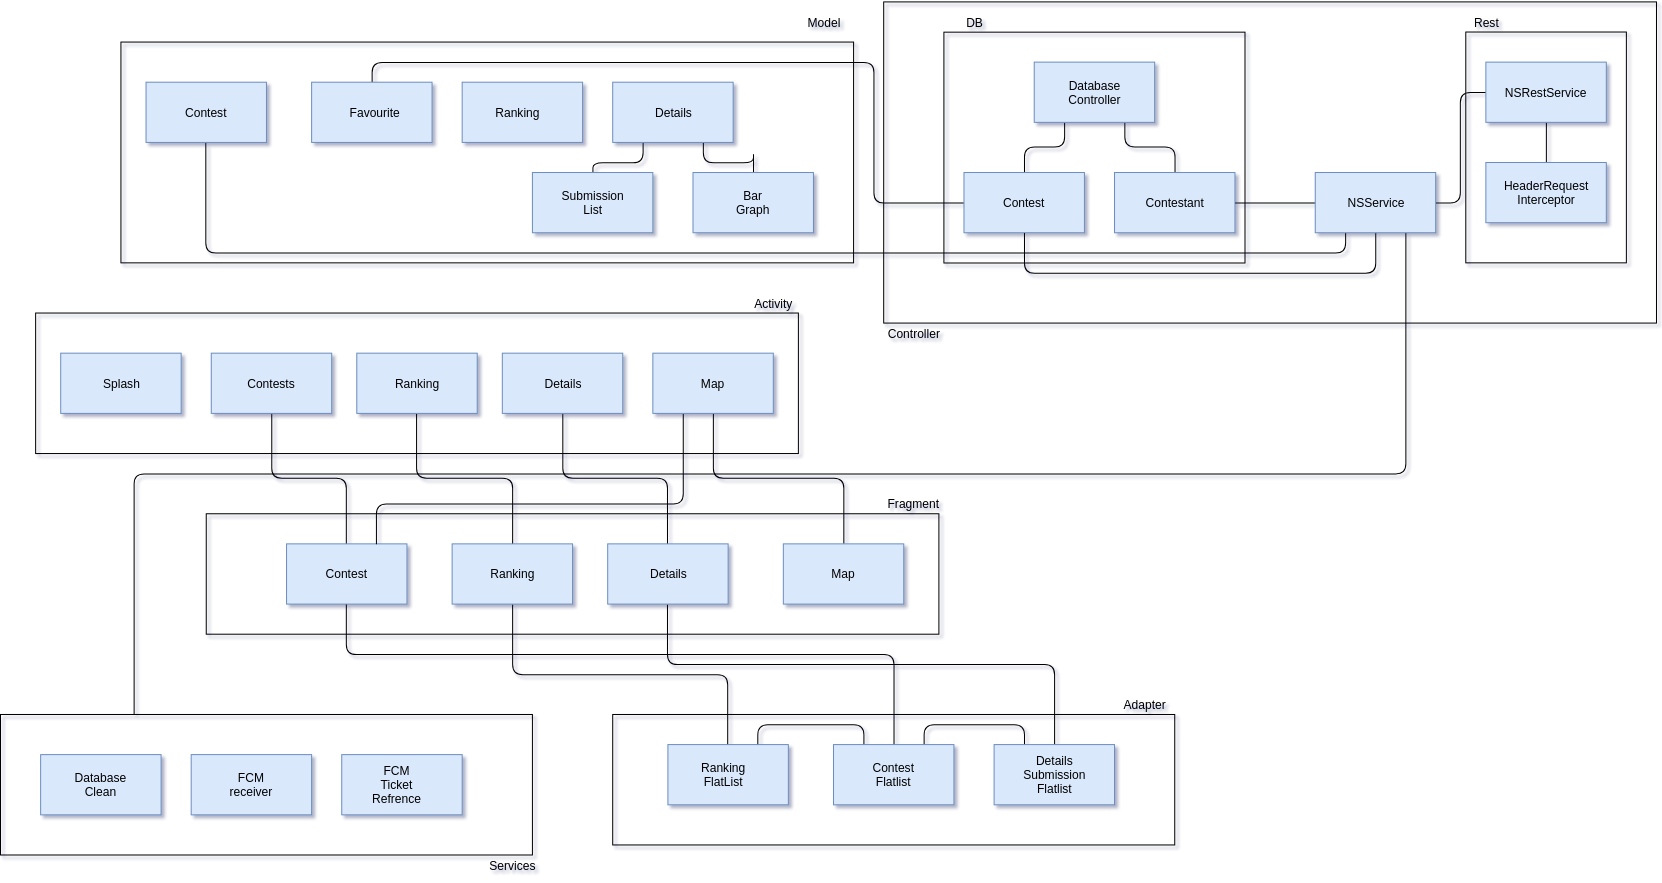 Model
DB
Rest
Contest
Favourite
Ranking
Details
Submission
List
Bar
Graph
Database
Controller
Contest
Contestant
NSService
NSRestService
HeaderRequest
Interceptor
Controller
Activity
Splash
Contests
Ranking
Details
Map
Fragment
Contest
Ranking
Details
Map
Adapter
Ranking
FlatList
Contest
Flatlist
Details
Submission
Flatlist
Database
Clean
FCM
receiver
FCM
Ticket
Refrence
Services